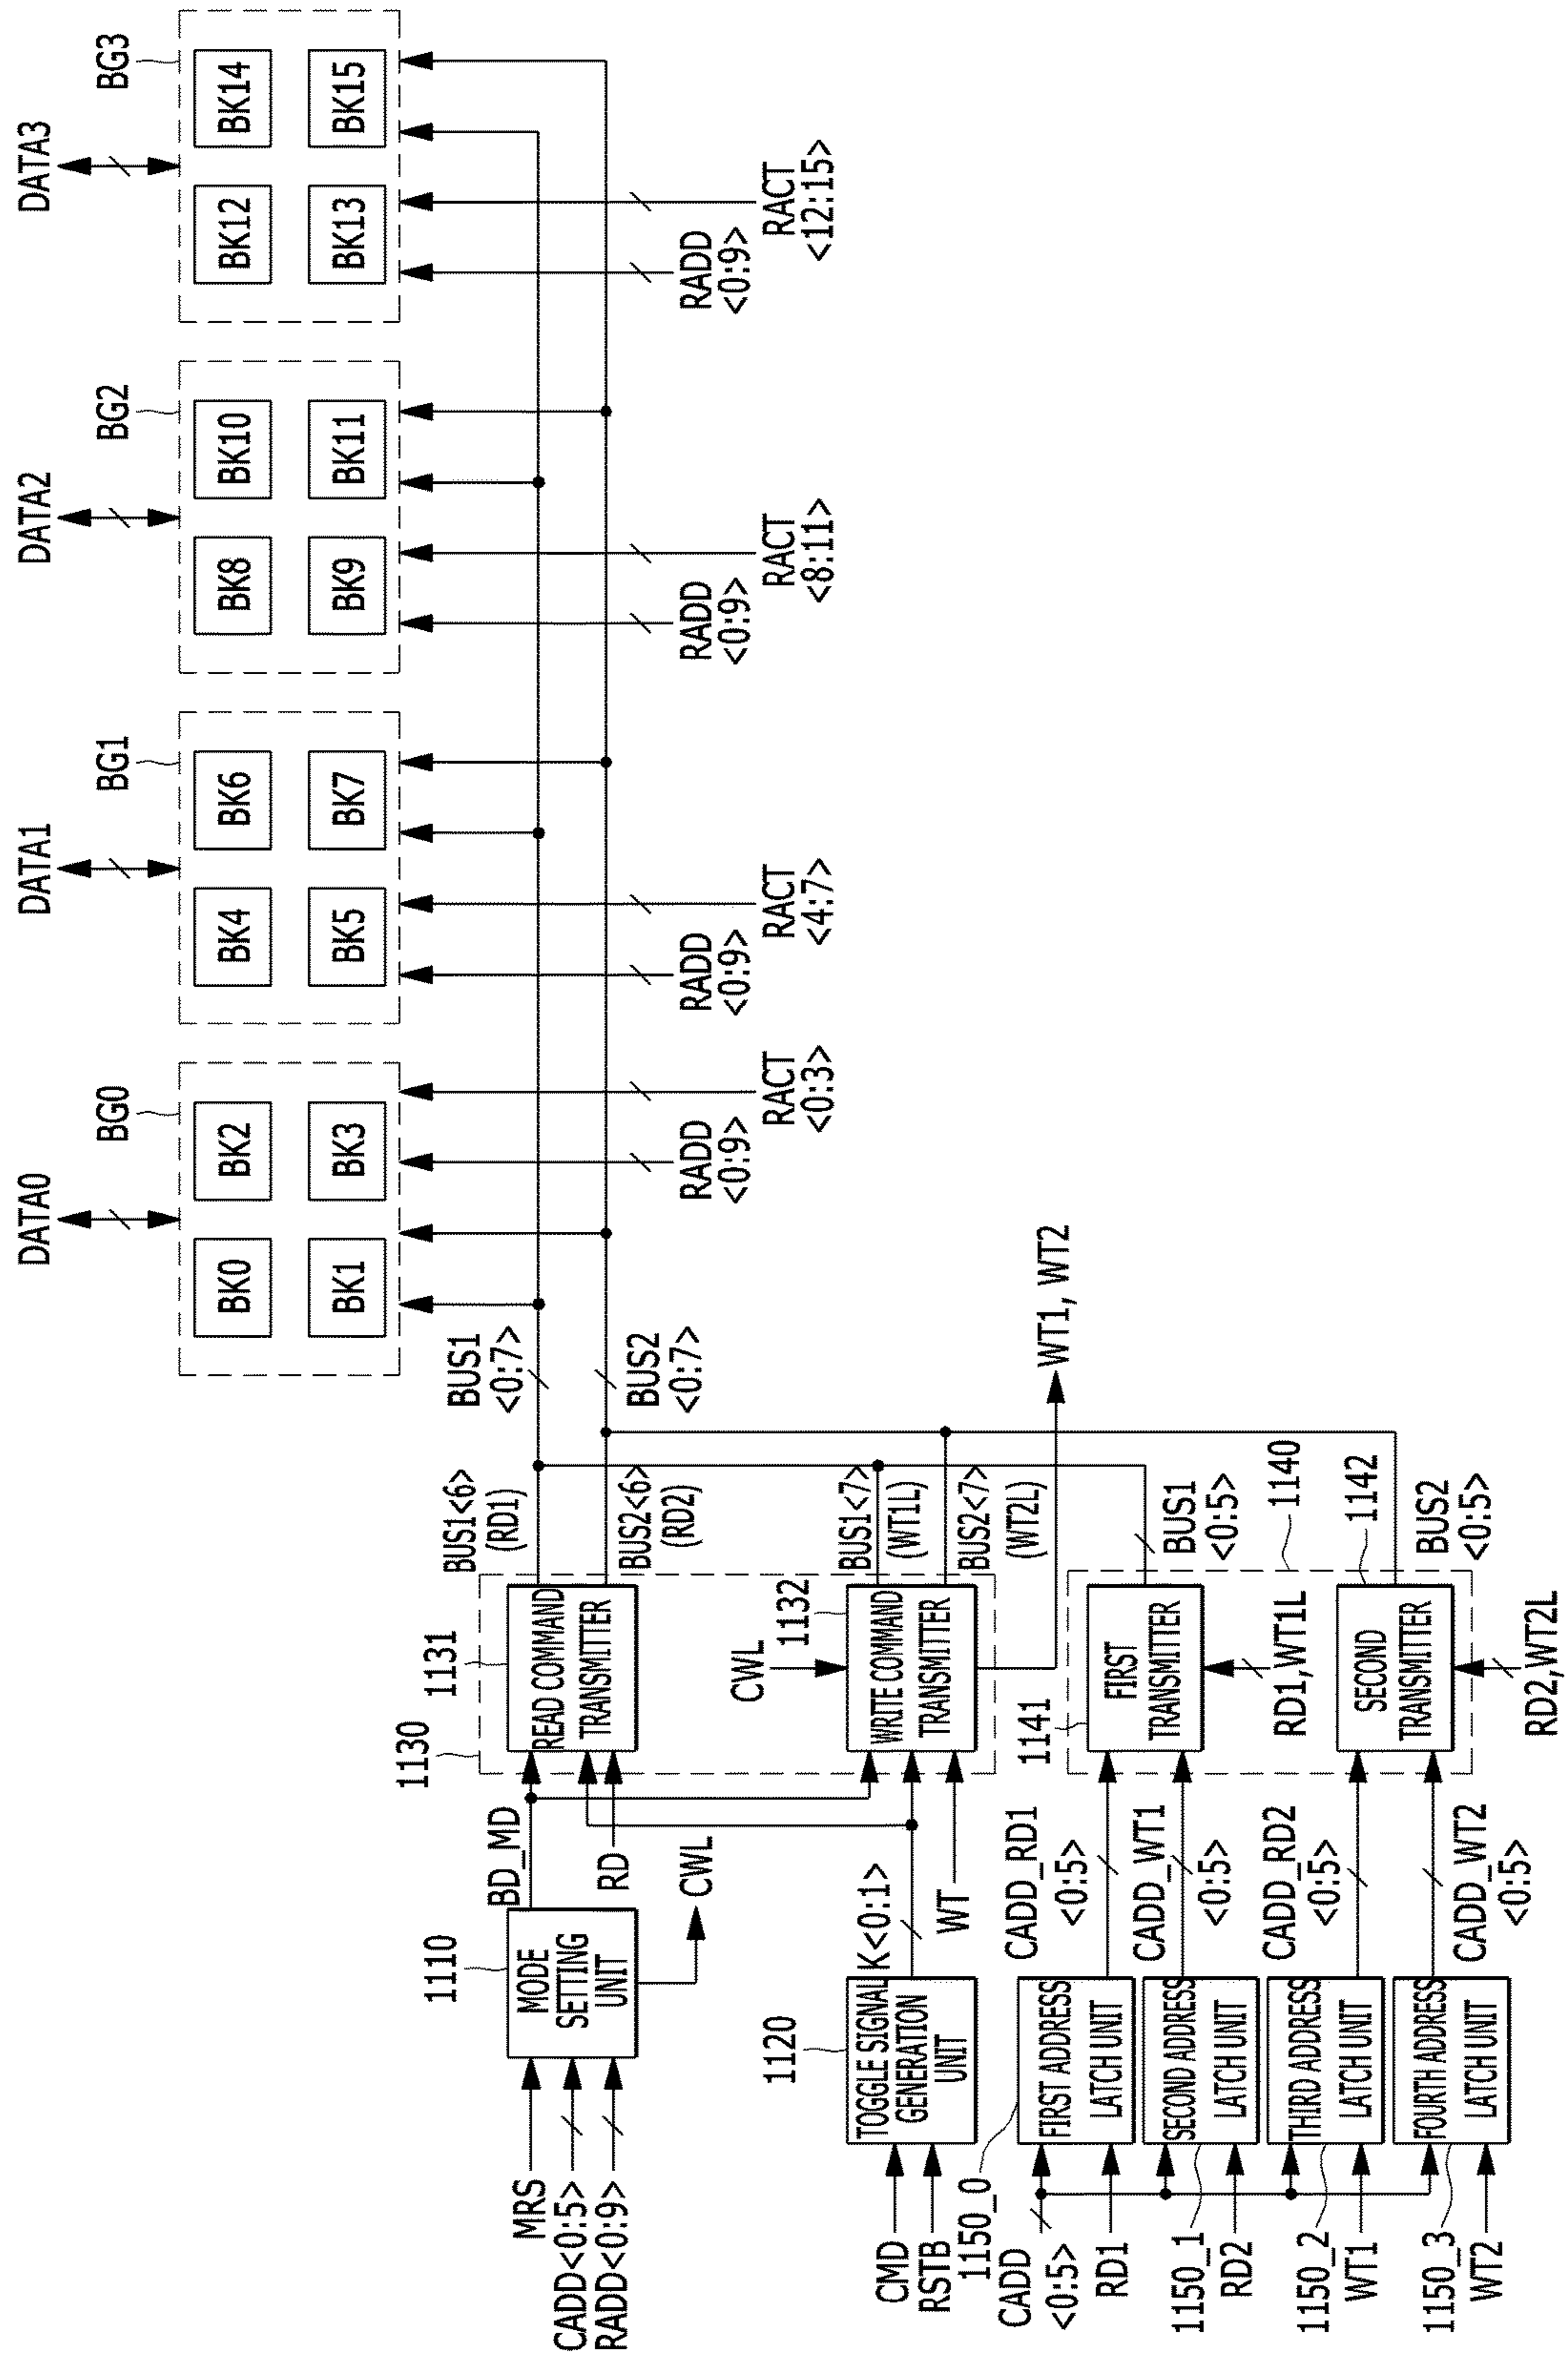 DATA0
DATA1
DATA2
DATA3
BG0
BG1
BG2
BG3
BK0
BK2
BK4
BK6
BK8
BK10
BK12
BK14
BK1
BK3
BK5
BK7
BK9
BK11
BK13
BK15
BUS1
<0:7>
BUS2
<0:7>
RADD
<0:9>
RACT
<0:3>
RADD
<0:9>
RACT
<4:7>
RADD
<0:9>
RACT
<8:11>
RADD
<0:9>
RACT
<12:15>
MRS
CADD<0:5>
RADD<0:9>
1110
MODE
SETTING
UNIT
BD_MD
RD
CWL
1130
1131
READ COMMAND
TRANSMITTER
BUS1<6>
(RD1)
BUS2<6>
(RD2)
CWL
1132
WRITE COMMAND
TRANSMITTER
BUS1<7>
(WT1L)
BUS2<7>
(WT2L)
WT1, WT2
CMD
RSTB
1120
TOGGLE SIGNAL
GENERATION
UNIT
K<0:1>
WT
1150_0
CADD
<0:5>
RD1
FIRST ADDRESS
LATCH UNIT
CADD_RD1
<0:5>
1141
FIRST
TRANSMITTER
RD1,WT1L
BUS1
<0:5>
1140
1150_1
RD2
SECOND ADDRESS
LATCH UNIT
CADD_WT1
<0:5>
1150_2
WT1
THIRD ADDRESS
LATCH UNIT
CADD_RD2
<0:5>
1142
SECOND
TRANSMITTER
RD2,WT2L
BUS2
<0:5>
1150_3
WT2
FOURTH ADDRESS
LATCH UNIT
CADD_WT2
<0:5>